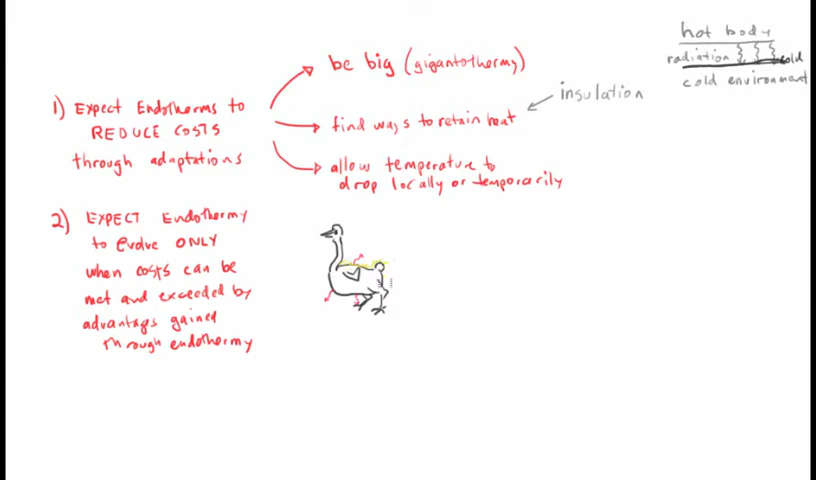 be big (gigantothermy)
1) Expect Endotherms to
REDUCE COSTS
through adaptations
find ways to retain heat
insulation
allow temperature to
drop locally or temporarily
hot body
radiation cold
cold environment
2) EXPECT Endothermy
to evolve ONLY
when costs can be
met and exceeded by
advantages gained
through endothermy